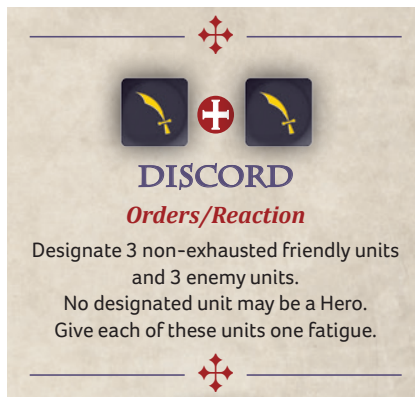 DISCORD
Orders/Reaction
Designate 3 non-exhausted friendly units
and 3 enemy units.
No designated unit may be a Hero.
Give each of these units one fatigue.